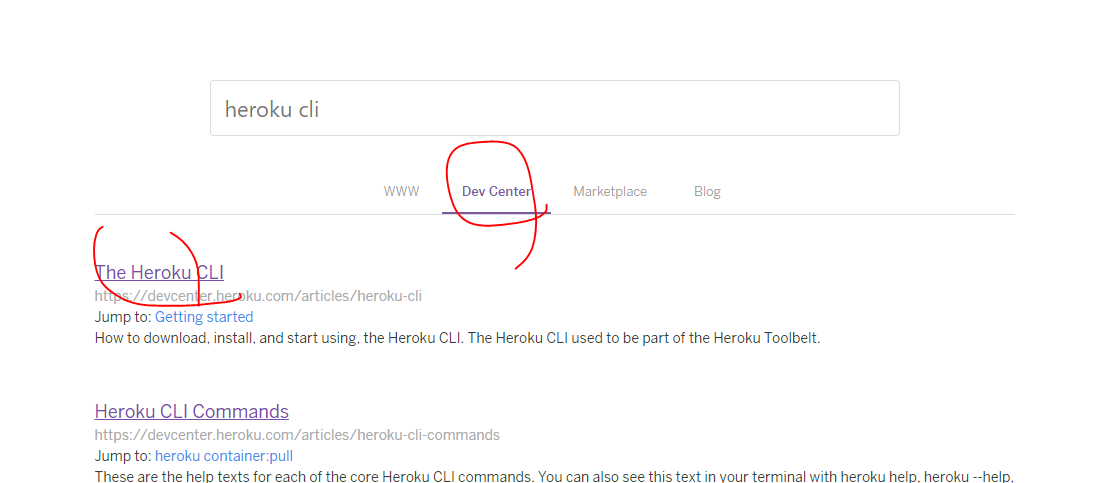 heroku cli
WWW Dev Center Marketplace Blog
The Heroku CLI
https://devcenter.heroku.com/articles/heroku-cli
Jump to: Getting started
How to download, install, and start using, the Heroku CLI. The Heroku CLI used to be part of the Heroku Toolbelt.
Heroku CLI Commands
https://devcenter.heroku.com/articles/heroku-cli-commands
Jump to: heroku container:pull
These are the help texts for each of the core Heroku CLI commands. You can also see this text in your terminal with heroku help, heroku --help,